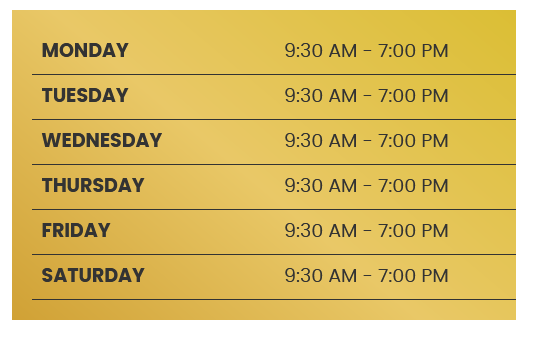 MONDAY 9:30 AM - 7:00 PM
TUESDAY 9:30 AM - 7:00 PM
WEDNESDAY 9:30 AM - 7:00 PM
THURSDAY 9:30 AM - 7:00 PM
FRIDAY 9:30 AM - 7:00 PM
SATURDAY 9:30 AM - 7:00 PM